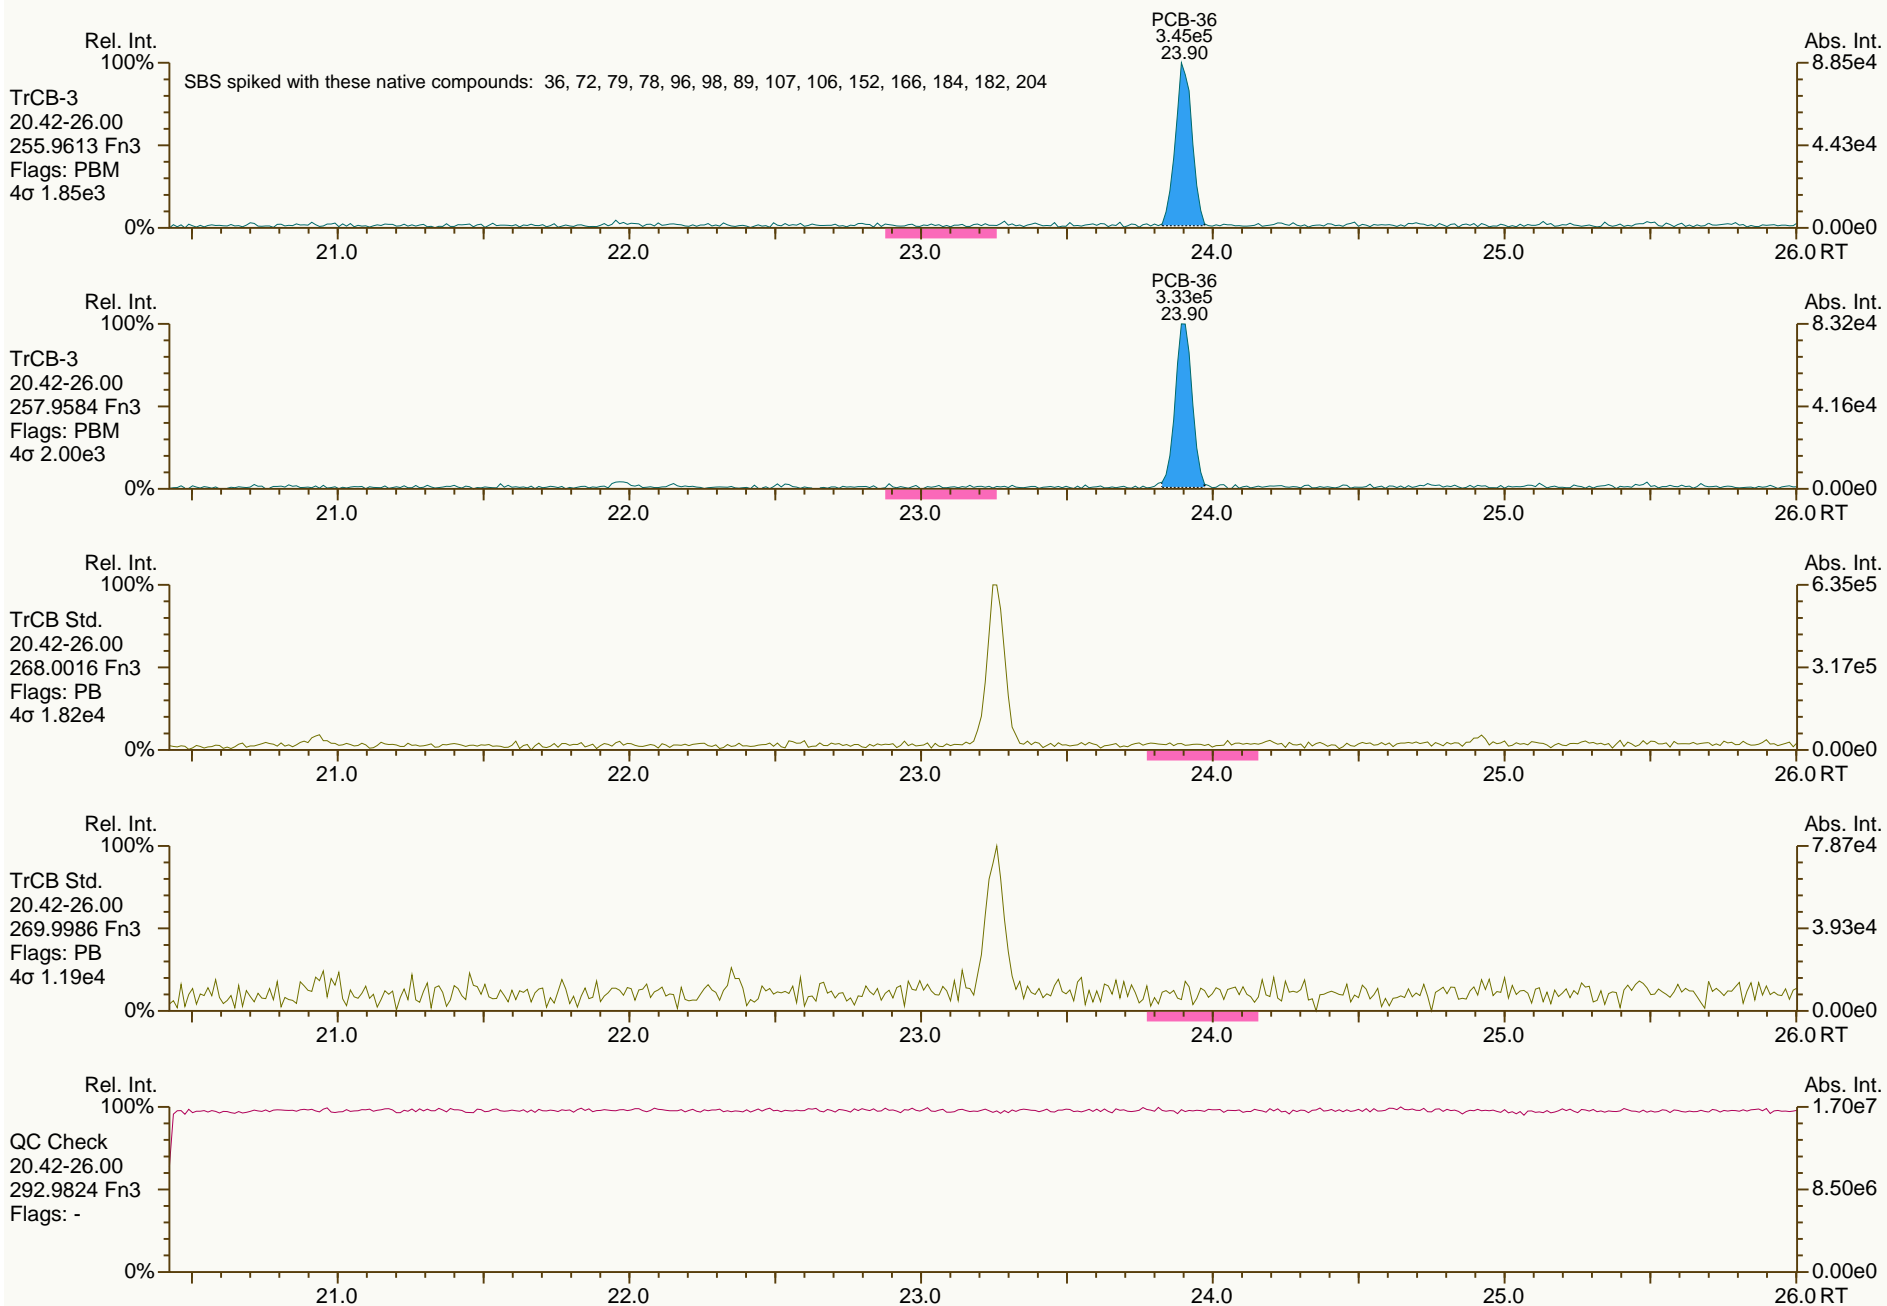 PCB-36
3.45e5
23.90
Rel. Int.
Abs. Int.
100%
8.85e4
SBS spiked with these native compounds:  36, 72, 79, 78, 96, 98, 89, 107, 106, 152, 166, 184, 182, 204
TrCB-3
20.42-26.00
255.9613 Fn3
4.43e4
Flags: PBM
4σ 1.85e3
0%
0.00e0
21.0 22.0 23.0 24.0 25.0 26.0 RT
PCB-36
3.33e5
23.90
Rel. Int.
Abs. Int.
100%
8.32e4
TrCB-3
20.42-26.00
257.9584 Fn3
4.16e4
Flags: PBM
4σ 2.00e3
0%
0.00e0
21.0 22.0 23.0 24.0 25.0 26.0 RT
Rel. Int.
Abs. Int.
100%
6.35e5
TrCB Std.
20.42-26.00
268.0016 Fn3
3.17e5
Flags: PB
4σ 1.82e4
0%
0.00e0
21.0 22.0 23.0 24.0 25.0 26.0 RT
Rel. Int.
Abs. Int.
100%
7.87e4
TrCB Std.
20.42-26.00
269.9986 Fn3
3.93e4
Flags: PB
4σ 1.19e4
0%
0.00e0
21.0 22.0 23.0 24.0 25.0 26.0 RT
Rel. Int.
Abs. Int.
100%
1.70e7
QC Check
20.42-26.00
292.9824 Fn3
8.50e6
Flags: -
0%
0.00e0
21.0 22.0 23.0 24.0 25.0 26.0 RT